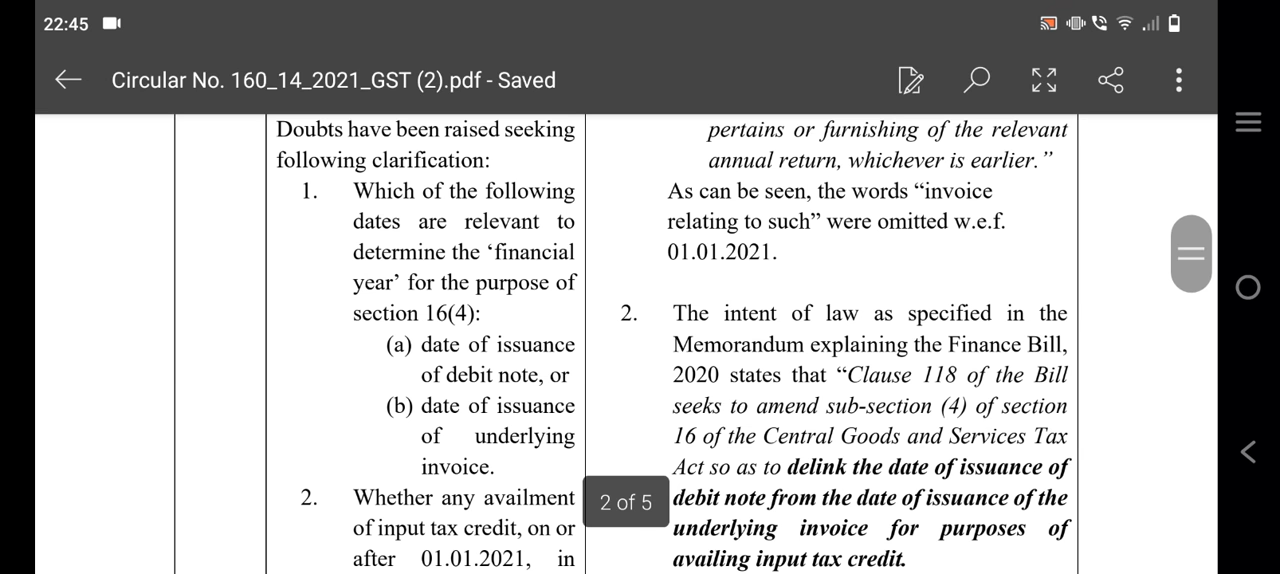 22:45
Circular No. 160_14_2021_GST (2).pdf - Saved
Doubts have been raised seeking
following clarification:
1. Which of the following
dates are relevant to
determine the ‘financial
year’ for the purpose of
section 16(4):
(a) date of issuance
of debit note, or
(b) date of issuance
of underlying
invoice.
2. Whether any availment
of input tax credit, on or
after 01.01.2021, in
pertains or furnishing of the relevant
annual return, whichever is earlier.”
As can be seen, the words “invoice
relating to such” were omitted w.e.f.
01.01.2021.
2. The intent of law as specified in the
Memorandum explaining the Finance Bill,
2020 states that “Clause 118 of the Bill
seeks to amend sub-section (4) of section
16 of the Central Goods and Services Tax
Act so as to delink the date of issuance of
debit note from the date of issuance of the
underlying invoice for purposes of
availing input tax credit.
2 of 5